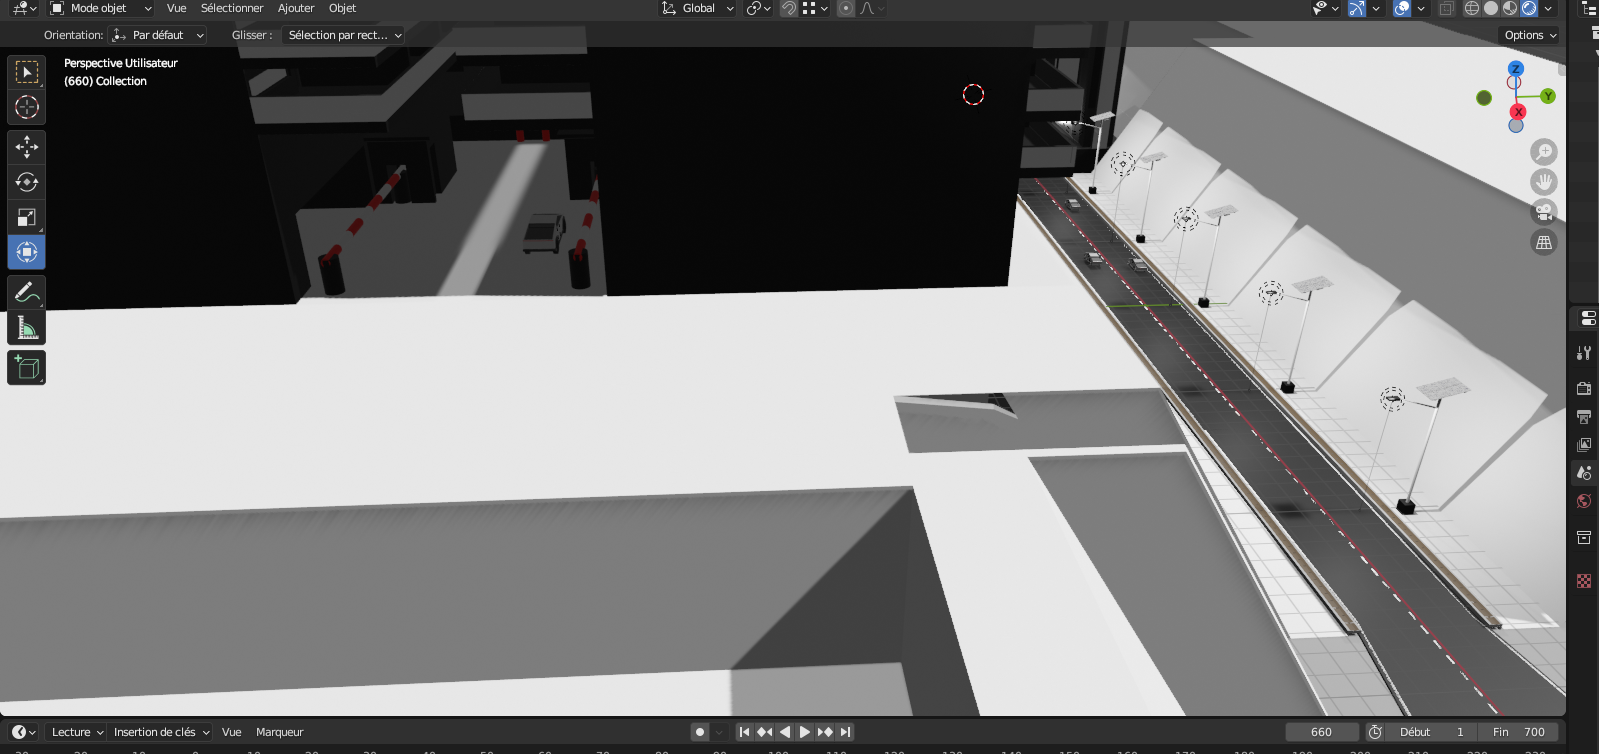 Mode objet Vue Sélectionner Ajouter Objet Global
Orientation: Par défaut Glisser : Sélection par rect... Options
Perspective Utilisateur
(660) Collection
Z
Y
X
Lecture Insertion de clés Vue Marqueur 660 Début 1 Fin 700